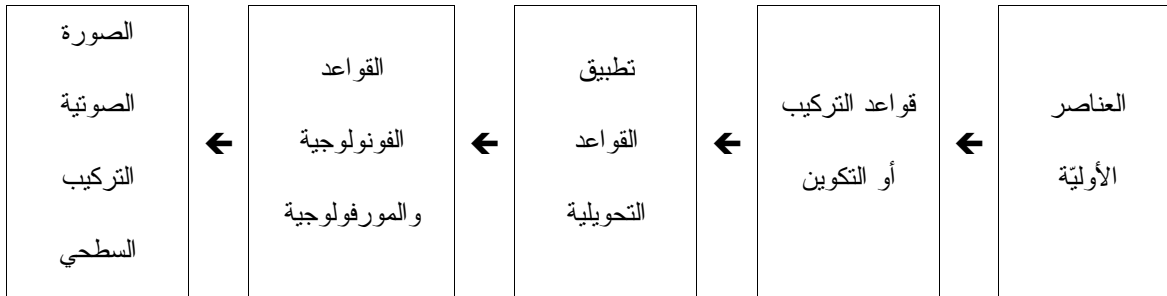 العناصر
الأوليّة
قواعد التركيب
أو التكوين
تطبيق
القواعد
التحويلية
القواعد
الفونولوجية
والمورفولوجية
الصورة
الصوتية
التركيب
السطحي